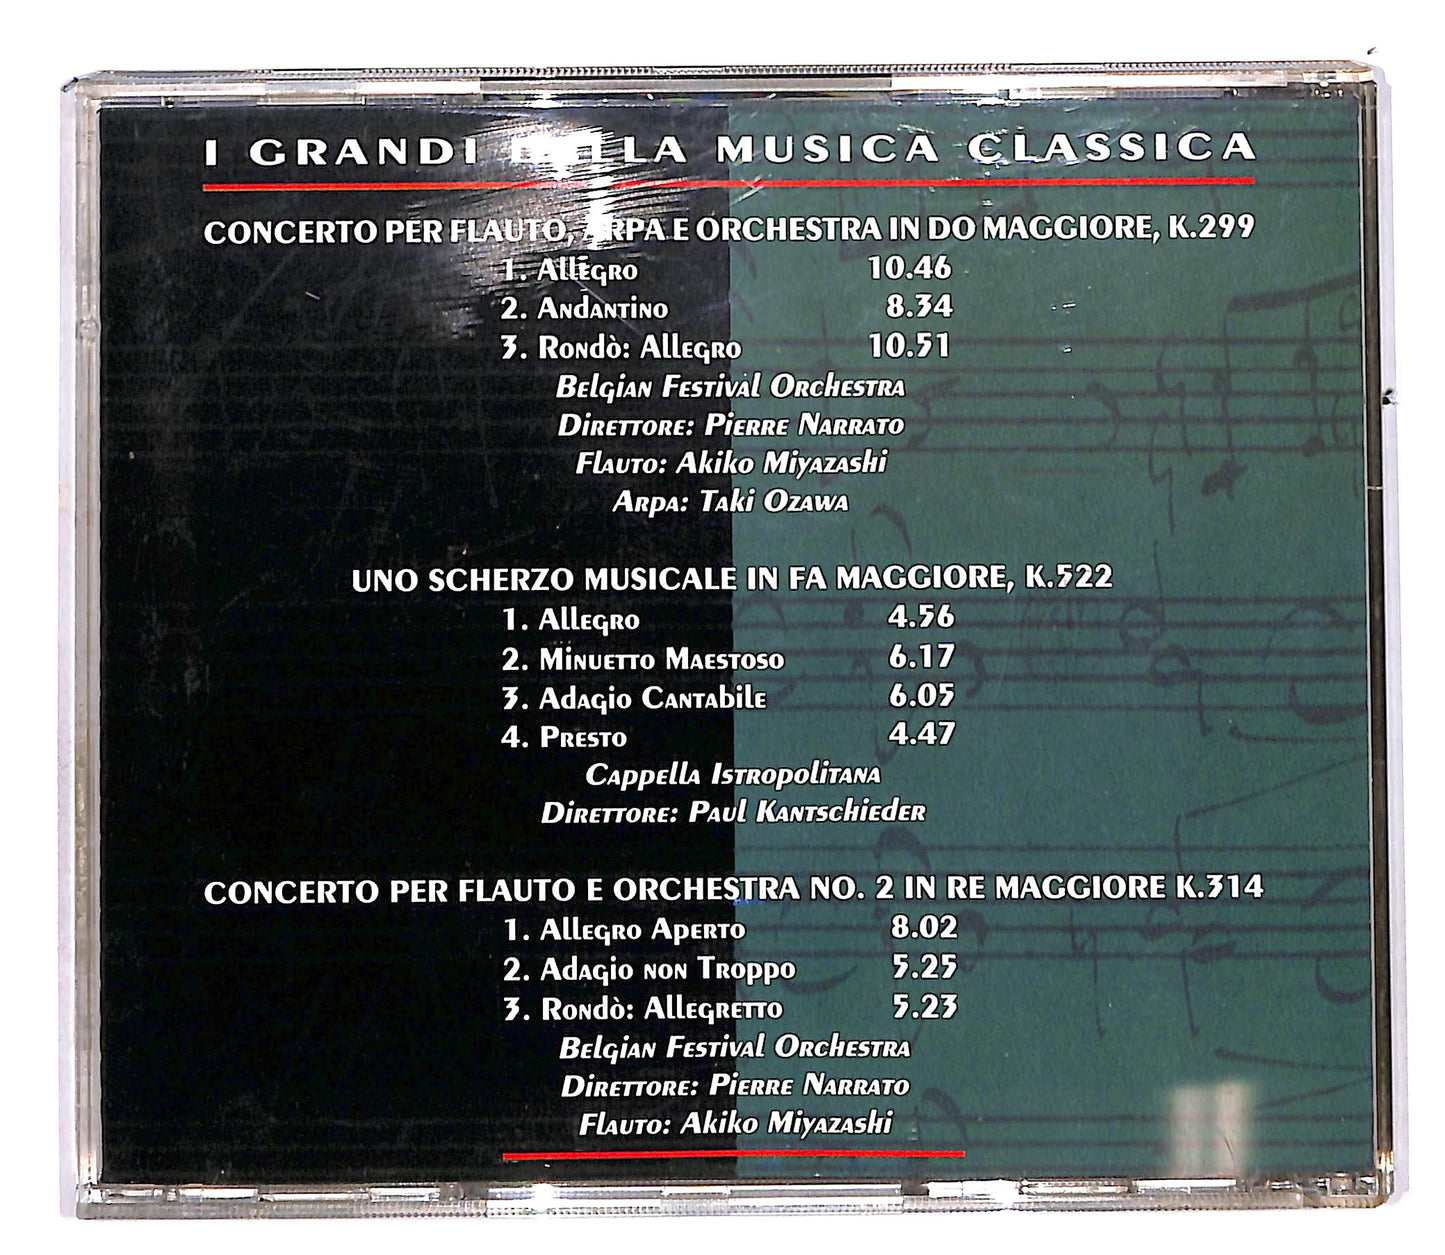 I GRANDI DELLA MUSICA CLASSICA
CONCERTO PER FLAUTO, ARPA E ORCHESTRA IN DO MAGGIORE, K.299
1. Allegro 10.46
2. Andantino 8.34
3. Rondò: Allegro 10.51
Belgian Festival Orchestra
Direttore: Pierre Narrato
Flauto: Akiko Miyazashi
Arpa: Taki Ozawa
UNO SCHERZO MUSICALE IN FA MAGGIORE, K.522
1. Allegro 4.56
2. Minuetto Maestoso 6.17
3. Adagio Cantabile 6.05
4. Presto 4.47
Cappella Istropolitana
Direttore: Paul Kantschieder
CONCERTO PER FLAUTO E ORCHESTRA NO. 2 IN RE MAGGIORE K.314
1. Allegro Aperto 8.02
2. Adagio non Troppo 5.25
3. Rondò: Allegretto 5.23
Belgian Festival Orchestra
Direttore: Pierre Narrato
Flauto: Akiko Miyazashi